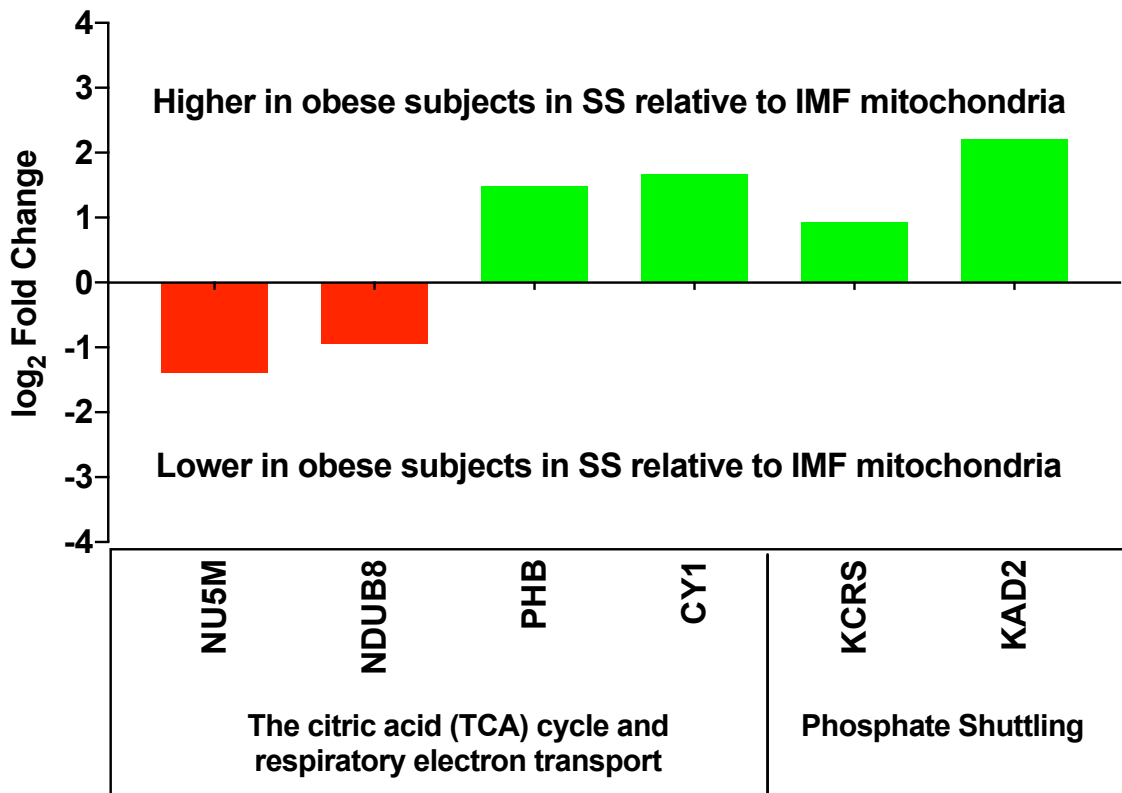 4
3
Higher in obese subjects in SS relative to IMF mitochondria
2
1
0
-1
-2
Lower in obese subjects in SS relative to IMF mitochondria
-3
-4
log₂ Fold Change
NU5M
NDUB8
PHB
CY1
KCRS
KAD2
The citric acid (TCA) cycle and
respiratory electron transport
Phosphate Shuttling